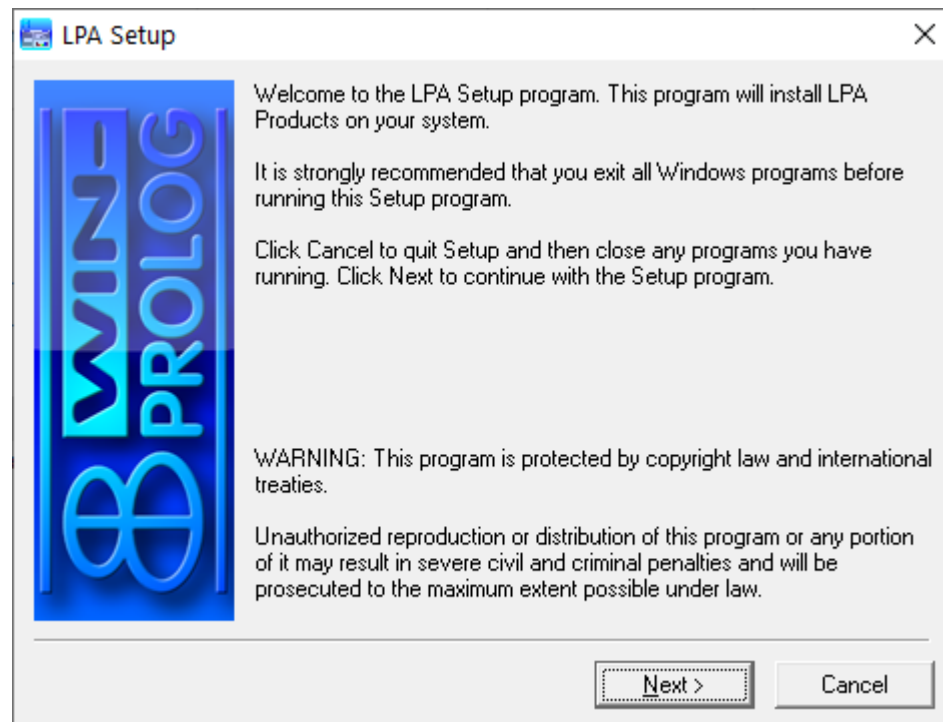 LPA Setup
WIN-
PROLOG
Welcome to the LPA Setup program. This program will install LPA
Products on your system.
It is strongly recommended that you exit all Windows programs before
running this Setup program.
Click Cancel to quit Setup and then close any programs you have
running. Click Next to continue with the Setup program.
WARNING: This program is protected by copyright law and international
treaties.
Unauthorized reproduction or distribution of this program or any portion
of it may result in severe civil and criminal penalties and will be
prosecuted to the maximum extent possible under law.
Next >
Cancel